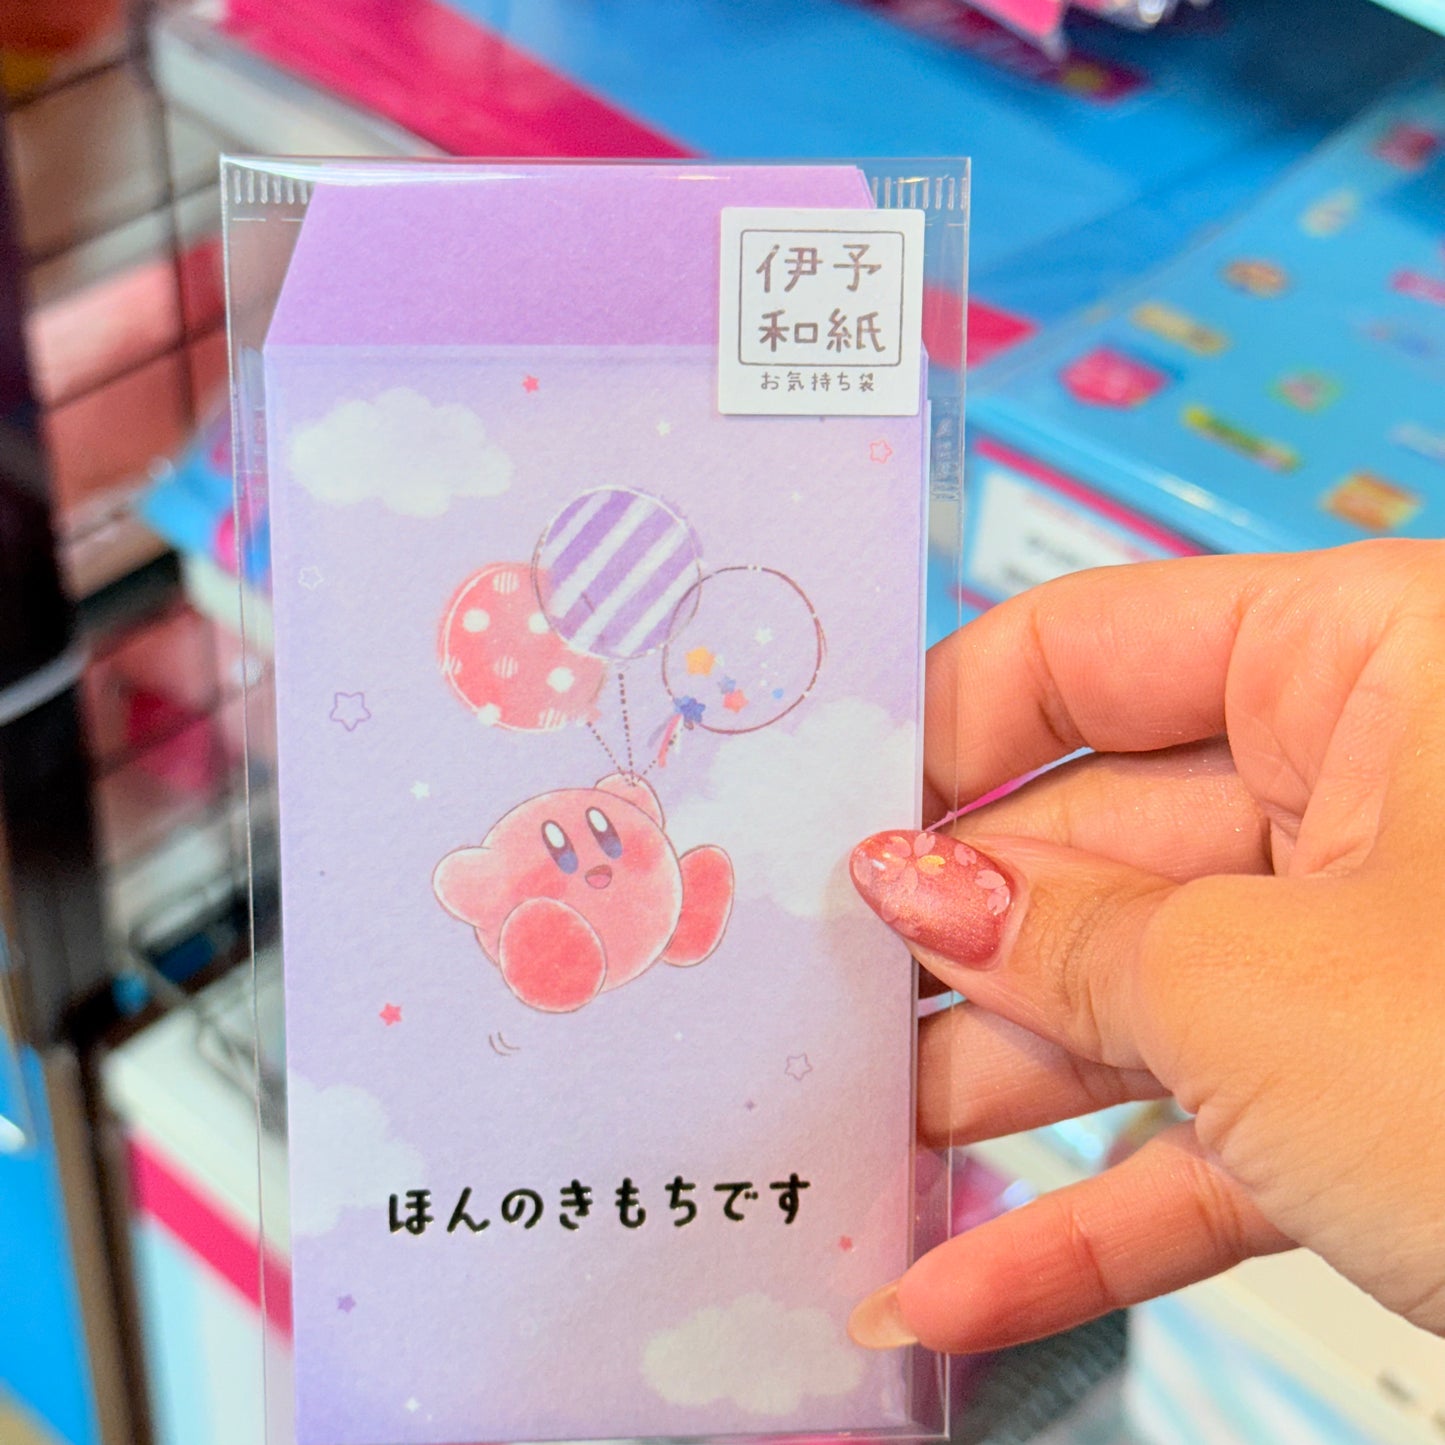 伊予
和紙
お気持ち袋
ほんのきもちです